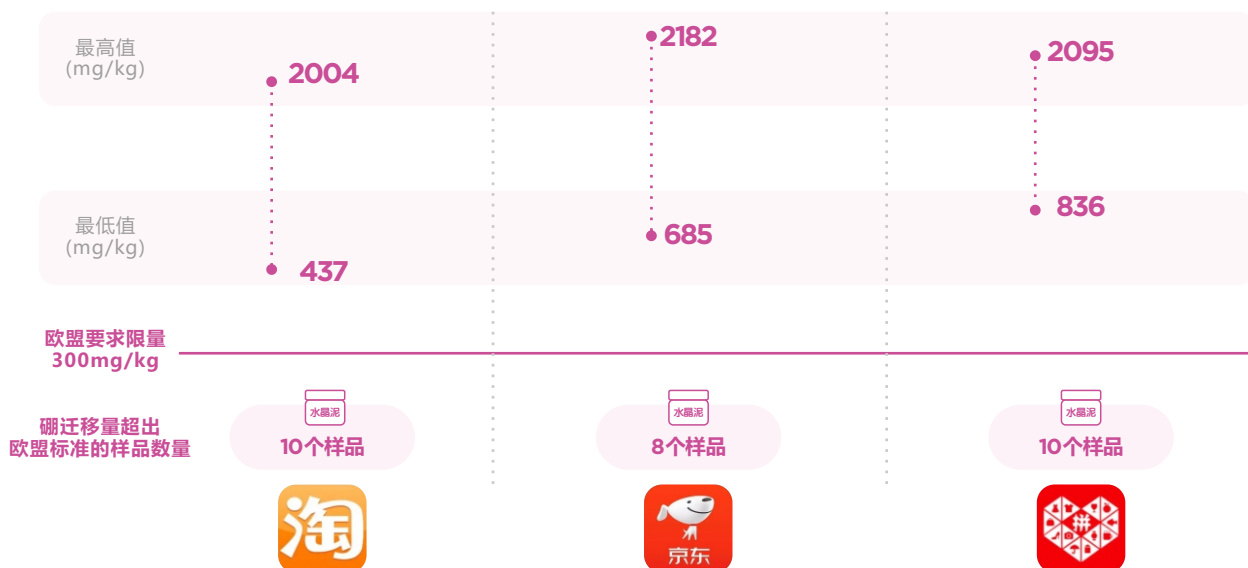 最高值
(mg/kg)
2004
2182
2095
最低值
(mg/kg)
437
685
836
欧盟要求限量
300mg/kg
硼迁移量超出
欧盟标准的样品数量
水晶泥
10个样品
水晶泥
8个样品
水晶泥
10个样品
淘
京东
拼